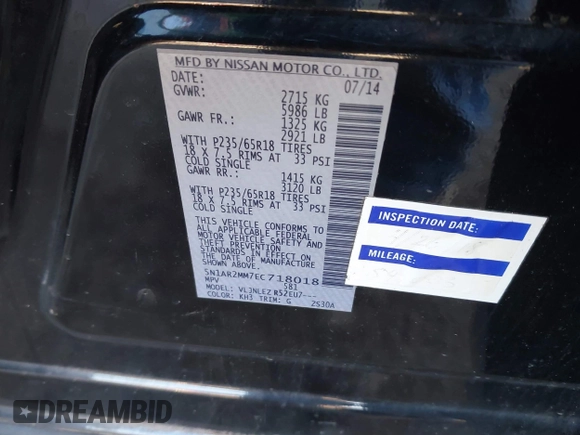 MFD BY NISSAN MOTOR CO., LTD.
DATE: 07/14
GVWR: 2715 KG
5986 LB
GAWR FR.: 1325 KG
2921 LB
WITH P235/65R18 TIRES
18 X 7.5 RIMS AT 33 PSI
COLD SINGLE
GAWR RR.: 1415 KG
3120 LB
WITH P235/65R18 TIRES
18 X 7.5 RIMS AT 33 PSI
COLD SINGLE
THIS VEHICLE CONFORMS TO
ALL APPLICABLE FEDERAL
MOTOR VEHICLE SAFETY AND
THEFT PREVENTION
STANDARDS IN EFFECT ON
THE DATE OF MANUFACTURE
SHOWN ABOVE.
5N1AR2MM7EC718018
MPV S81
MODEL: VL3NLEZ R52EU7---
COLOR: KH3 TRIM: G 2S30A
INSPECTION DATE:
MILEAGE:
DREAMBID